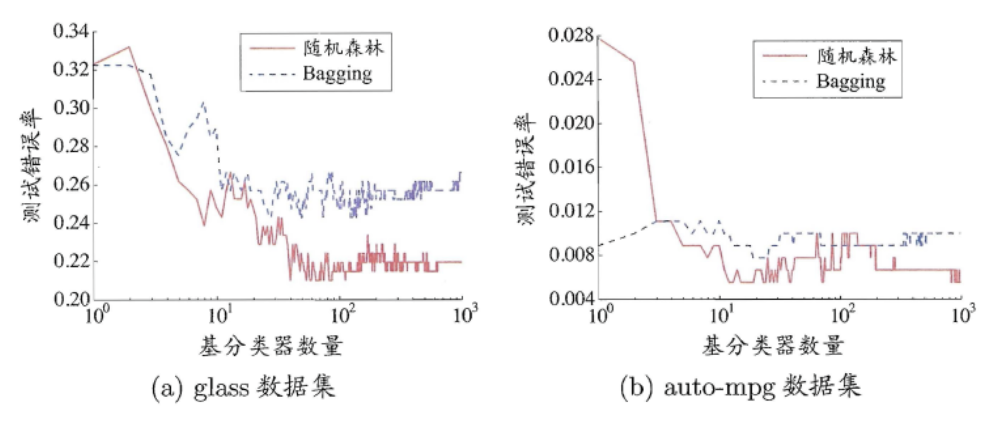 0.34
0.32
0.30
0.28
0.26
0.24
0.22
0.20
测试错误率
随机森林
Bagging
10^0
10^1
10^2
10^3
基分类器数量
(a) glass 数据集
0.028
0.024
0.020
0.016
0.012
0.008
0.004
测试错误率
随机森林
Bagging
10^0
10^1
10^2
10^3
基分类器数量
(b) auto-mpg 数据集